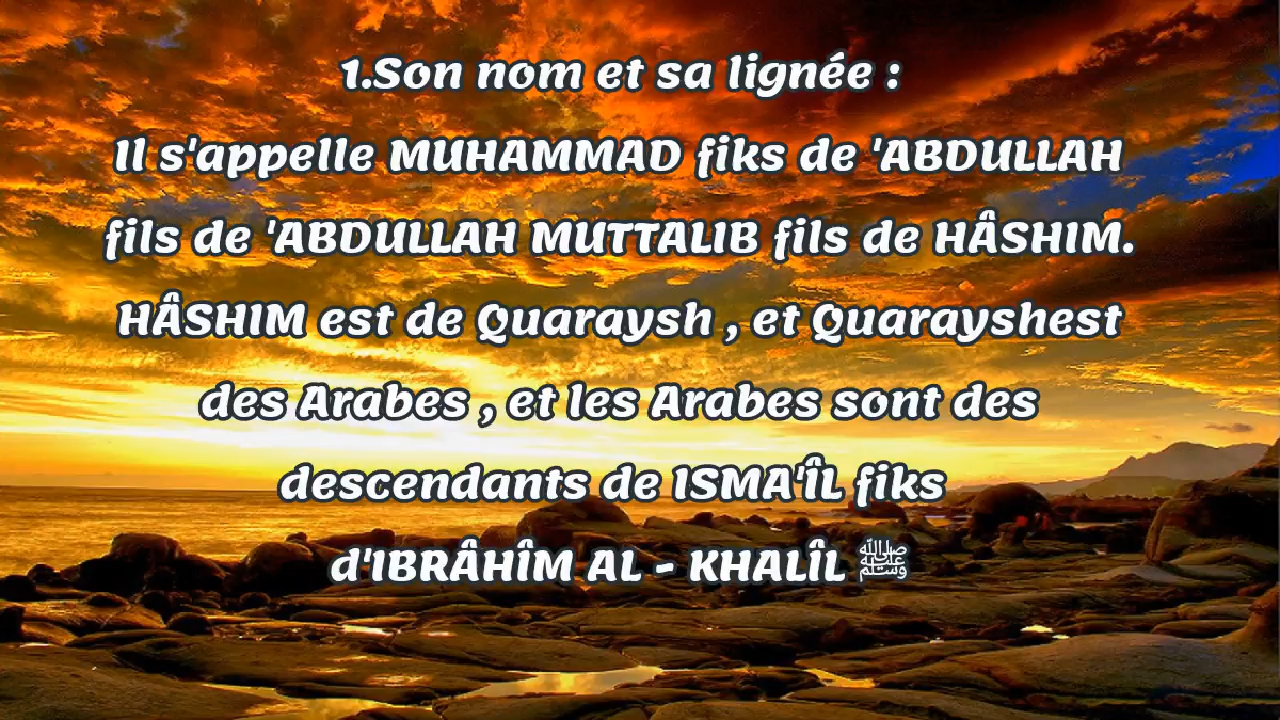 1.Son nom et sa lignée :
Il s'appelle MUHAMMAD fiks de 'ABDULLAH
fils de 'ABDULLAH MUTTALIB fils de HÂSHIM.
HÂSHIM est de Quaraysh , et Quarayshest
des Arabes , et les Arabes sont des
descendants de ISMA'ÎL fiks
d'IBRÂHÎM AL - KHALÎL ﷺ